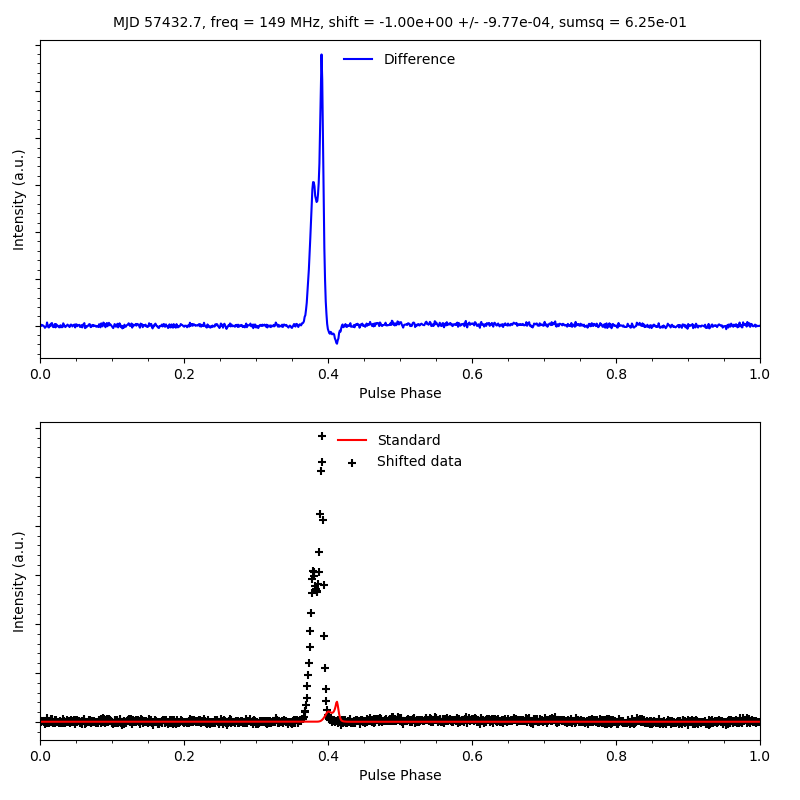 MJD 57432.7, freq = 149 MHz, shift = -1.00e+00 +/- -9.77e-04, sumsq = 6.25e-01
Difference
Intensity (a.u.)
0.0 0.2 0.4 0.6 0.8 1.0
Pulse Phase
Standard
Shifted data
Intensity (a.u.)
0.0 0.2 0.4 0.6 0.8 1.0
Pulse Phase